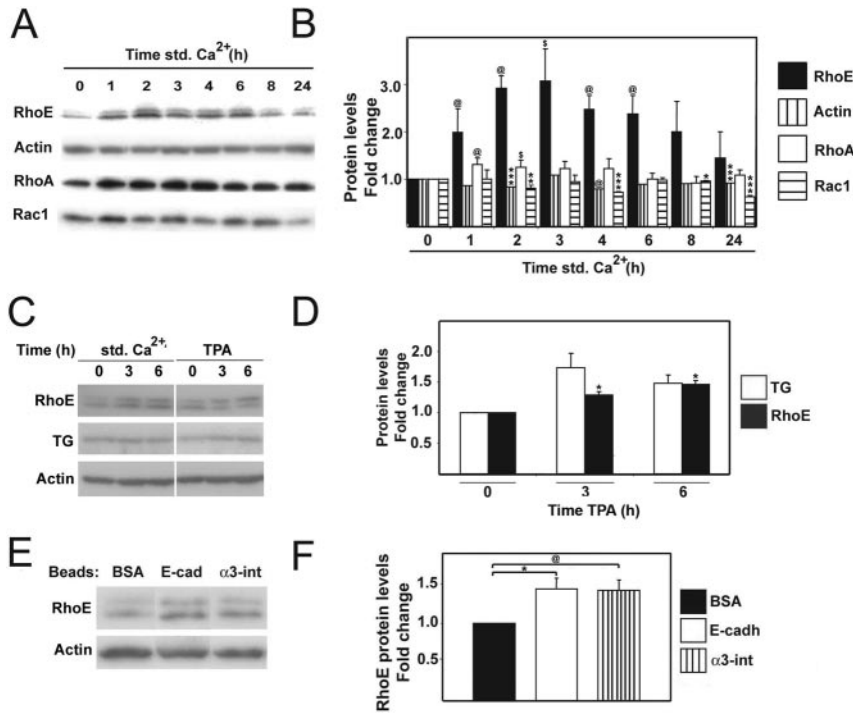 A
Time std. Ca2+(h)
0 1 2 3 4 6 8 24
RhoE
Actin
RhoA
Rac1
B
Protein levels
Fold change
3.0
2.0
1.0
@ @ $ @ @
@ $
*** @ ***
*** *** * ***
0 1 2 3 4 6 8 24
Time std. Ca2+(h)
RhoE
Actin
RhoA
Rac1
C
Time (h) std. Ca2+. TPA
0 3 6 0 3 6
RhoE
TG
Actin
D
Protein levels
Fold change
2.0
1.5
1.0
0.5
* *
0 3 6
Time TPA (h)
TG
RhoE
E
Beads: BSA E-cad α3-int
RhoE
Actin
F
RhoE protein levels
Fold change
1.5
1.0
0.5
@
*
BSA
E-cadh
α3-int